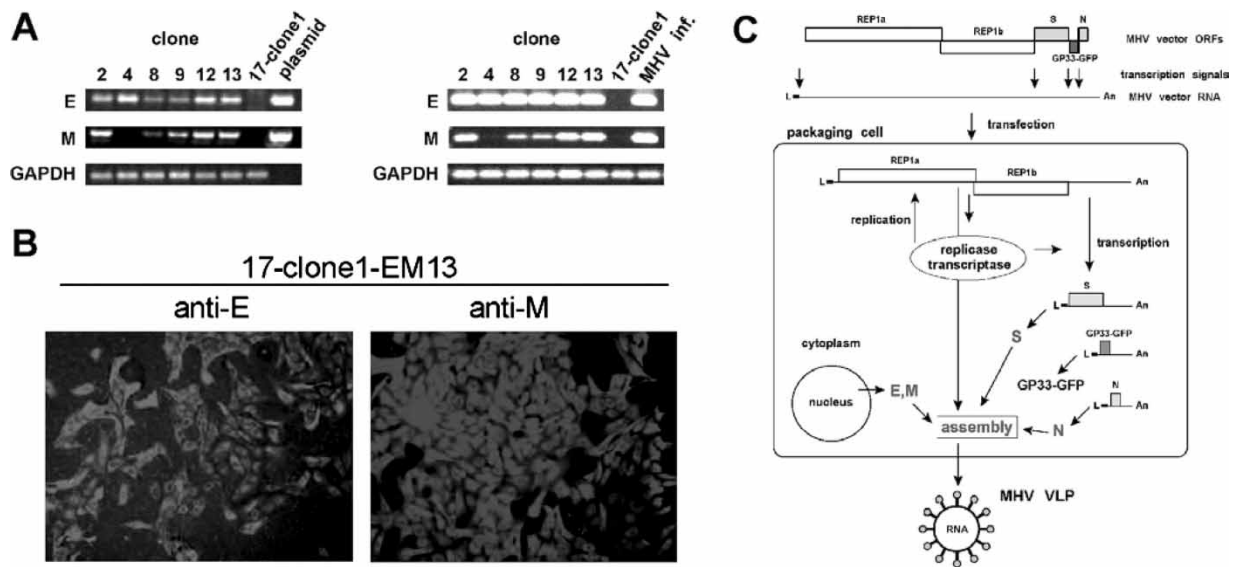 A
clone
2 4 8 9 12 13 17-clone1 plasmid
E
M
GAPDH
clone
2 4 8 9 12 13 17-clone1 MHV inf.
E
M
GAPDH
B
17-clone1-EM13
anti-E anti-M
C
REP1a
S N
REP1b
MHV vector ORFs
GP33-GFP
transcription signals
L An MHV vector RNA
transfection
packaging cell
REP1a
REP1b
L An
replication
replicase
transcriptase
transcription
S
L An
S
GP33-GFP
L An
GP33-GFP
N
L An
cytoplasm
nucleus
E,M
assembly
N
MHV VLP
RNA